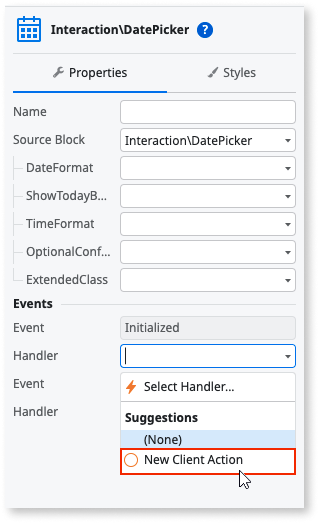 Interaction\DatePicker ?
Properties Styles
Name
Source Block Interaction\DatePicker
DateFormat
ShowTodayB...
TimeFormat
OptionalConf...
ExtendedClass
Events
Event Initialized
Handler
Event Select Handler...
Handler Suggestions
(None)
New Client Action